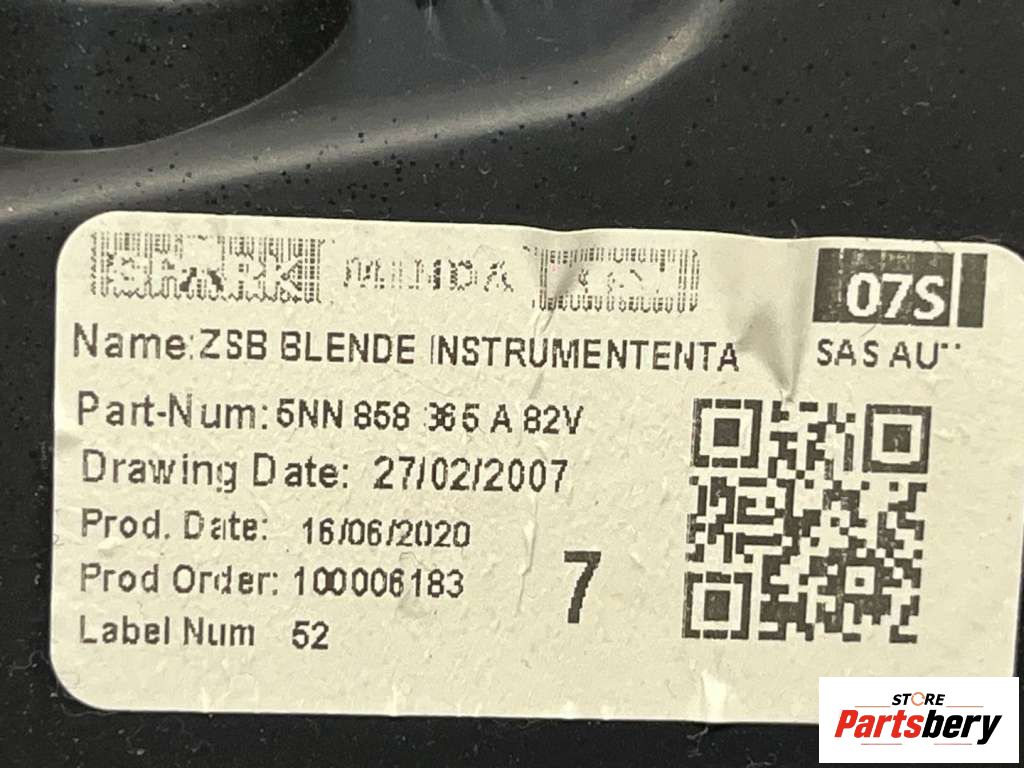 SPARK MINDA
07S
Name:ZSB BLENDE INSTRUMENTENTA
SAS AU
Part-Num: 5NN 858 365 A 82V
Drawing Date: 27/02/2007
Prod. Date: 16/06/2020
Prod Order: 100006183
7
Label Num 52
STORE
Partsbery